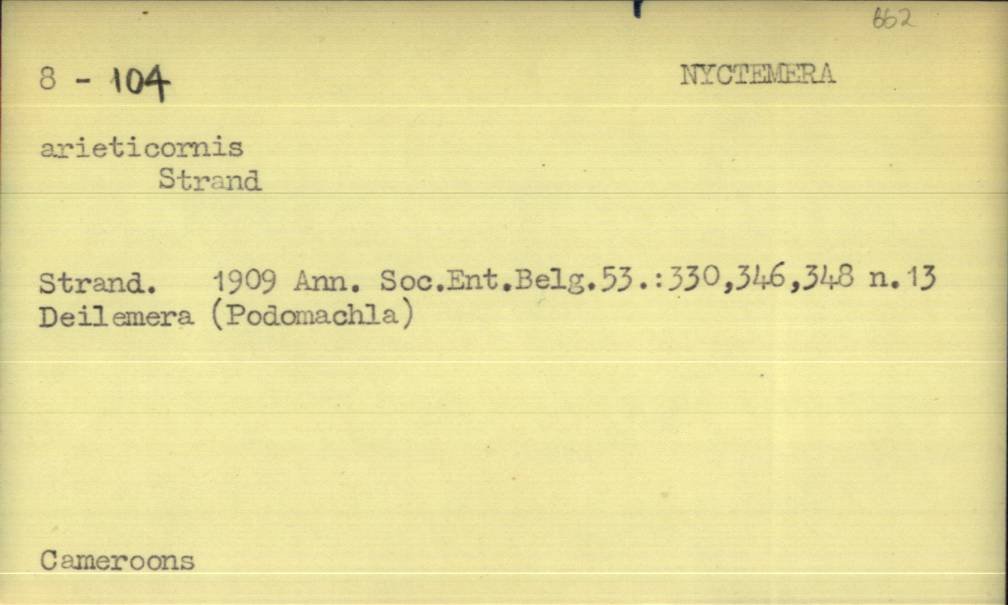 662
8 - 104 NYCTEMERA
arieticornis
Strand
Strand. 1909 Ann. Soc.Ent.Belg.53.:330,346,348 n.13
Deilemera (Podomachla)
Cameroons